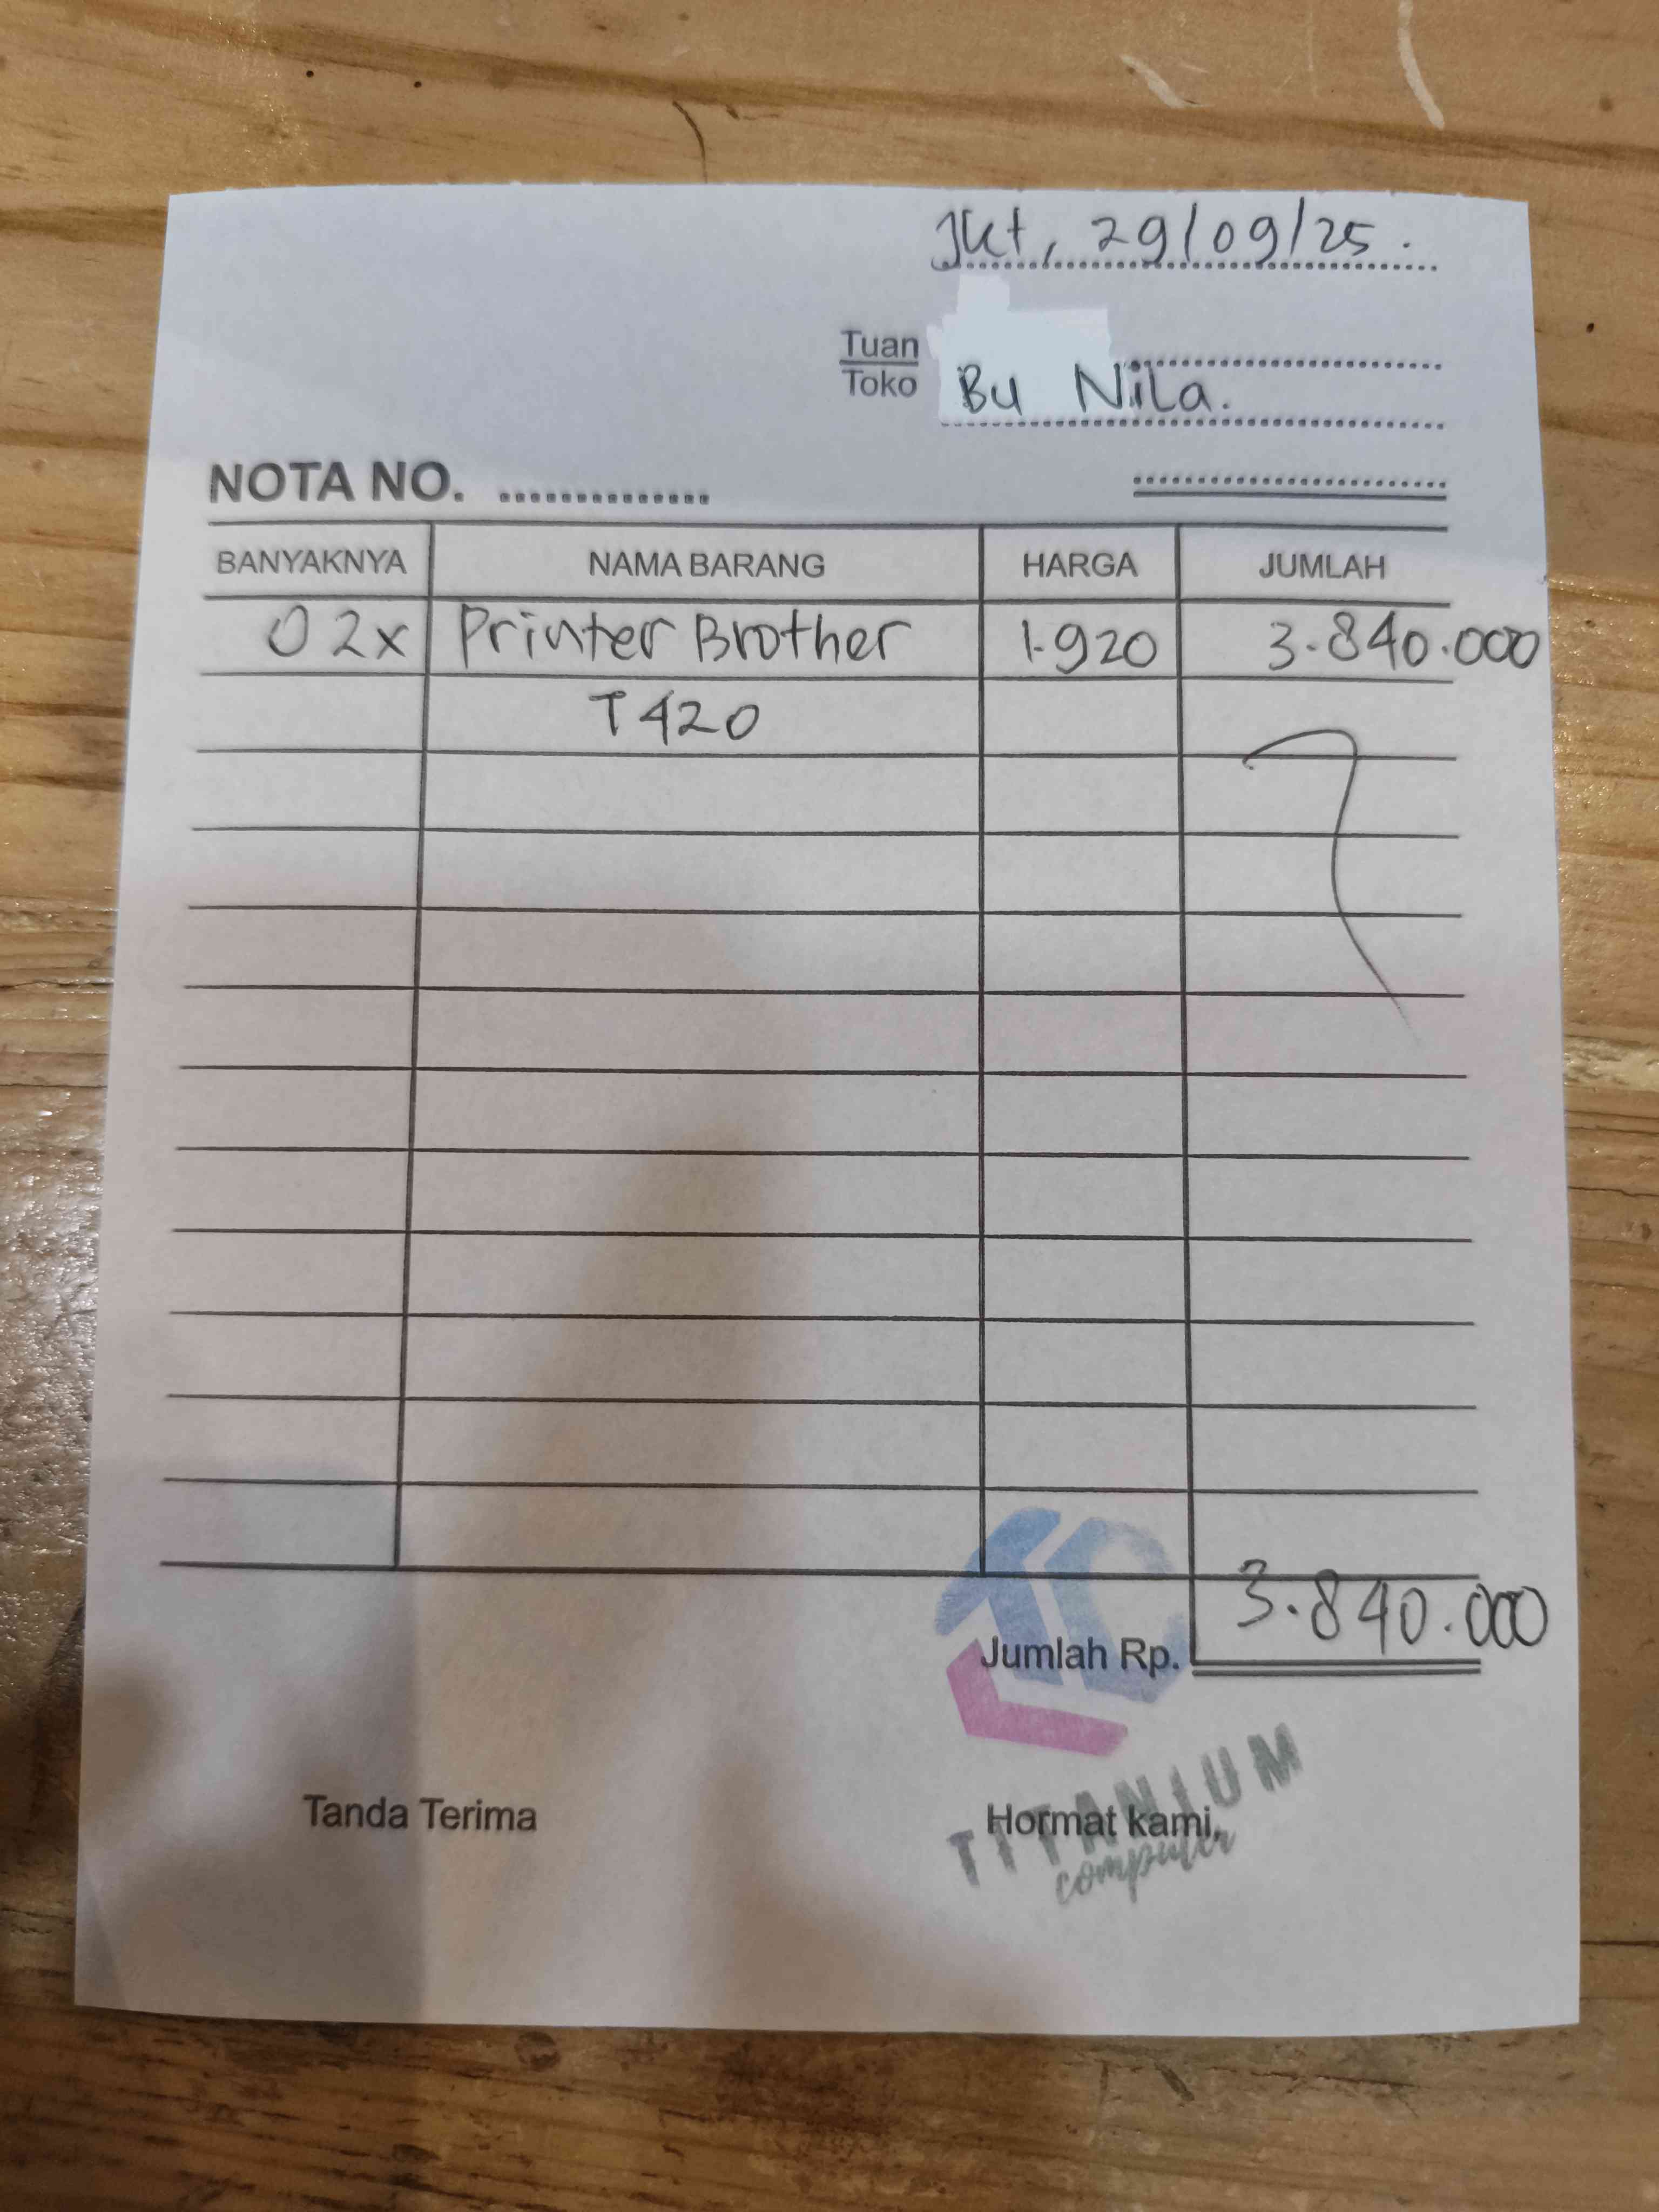 Jkt, 29/09/25.
Tuan
Toko Bu Nila.
NOTA NO. ..............
BANYAKNYA NAMA BARANG HARGA JUMLAH
02x Printer Brother 1.920 3.840.000
T420
Jumlah Rp. 3.840.000
TC
Tanda Terima Hormat kami,
TITANIUM
computer